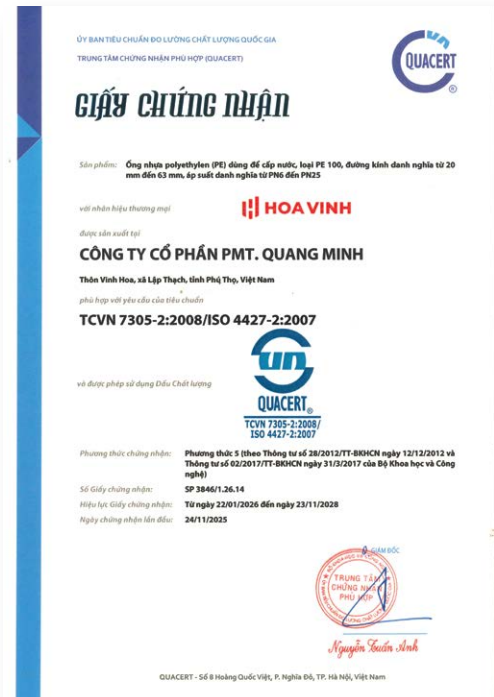 ỦY BAN TIÊU CHUẨN ĐO LƯỜNG CHẤT LƯỢNG QUỐC GIA
TRUNG TÂM CHỨNG NHẬN PHÙ HỢP (QUACERT)
QUACERT
®
GIẤY CHỨNG NHẬN
Sản phẩm: Ống nhựa polyethylen (PE) dùng để cấp nước, loại PE 100, đường kính danh nghĩa từ 20
mm đến 63 mm, áp suất danh nghĩa từ PN6 đến PN25
với nhãn hiệu thương mại
HOA VINH
được sản xuất tại
CÔNG TY CỔ PHẦN PMT. QUANG MINH
Thôn Vinh Hoa, xã Lập Thạch, tỉnh Phú Thọ, Việt Nam
phù hợp với yêu cầu của tiêu chuẩn
TCVN 7305-2:2008/ISO 4427-2:2007
và được phép sử dụng Dấu Chất lượng
QUACERT®
TCVN 7305-2:2008/
ISO 4427-2:2007
Phương thức chứng nhận: Phương thức 5 (theo Thông tư số 28/2012/TT-BKHCN ngày 12/12/2012 và
Thông tư số 02/2017/TT-BKHCN ngày 31/3/2017 của Bộ Khoa học và Công
nghệ)
Số Giấy chứng nhận: SP 3846/1.26.14
Hiệu lực Giấy chứng nhận: Từ ngày 22/01/2026 đến ngày 23/11/2028
Ngày chứng nhận lần đầu: 24/11/2025
GIÁM ĐỐC
TRUNG TÂM
CHỨNG NHẬN
PHÙ HỢP
Nguyễn Tuấn Anh
QUACERT - Số 8 Hoàng Quốc Việt, P. Nghĩa Đô, TP. Hà Nội, Việt Nam